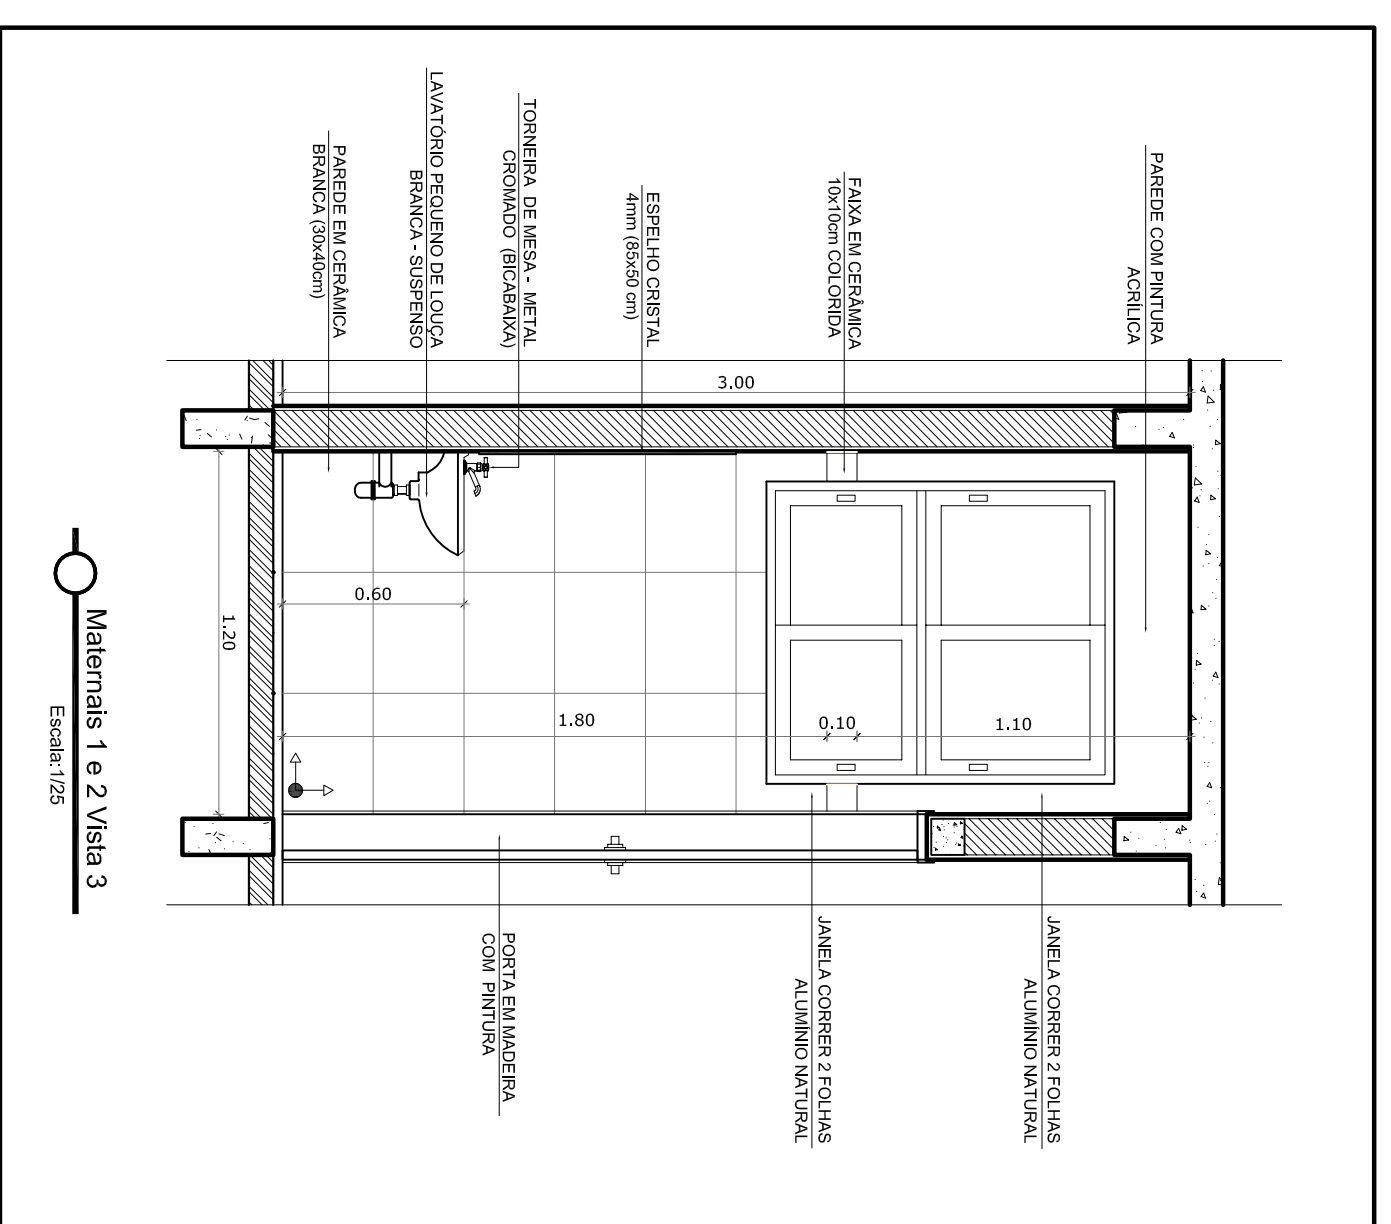 PAREDE COM PINTURA
ACRÍLICA
FAIXA EM CERÂMICA
10x10cm COLORIDA
ESPELHO CRISTAL
4mm (85x50 cm)
TORNEIRA DE MESA - METAL
CROMADO (BICABAIXA)
LAVATÓRIO PEQUENO DE LOUÇA
BRANCA - SUSPENSO
PAREDE EM CERÂMICA
BRANCA (30x40cm)
3.00
1.10
0.10
1.80
0.60
1.20
JANELA CORRER 2 FOLHAS
ALUMÍNIO NATURAL
JANELA CORRER 2 FOLHAS
ALUMÍNIO NATURAL
PORTA EM MADEIRA
COM PINTURA
Maternais 1 e 2 Vista 3
Escala:1/25